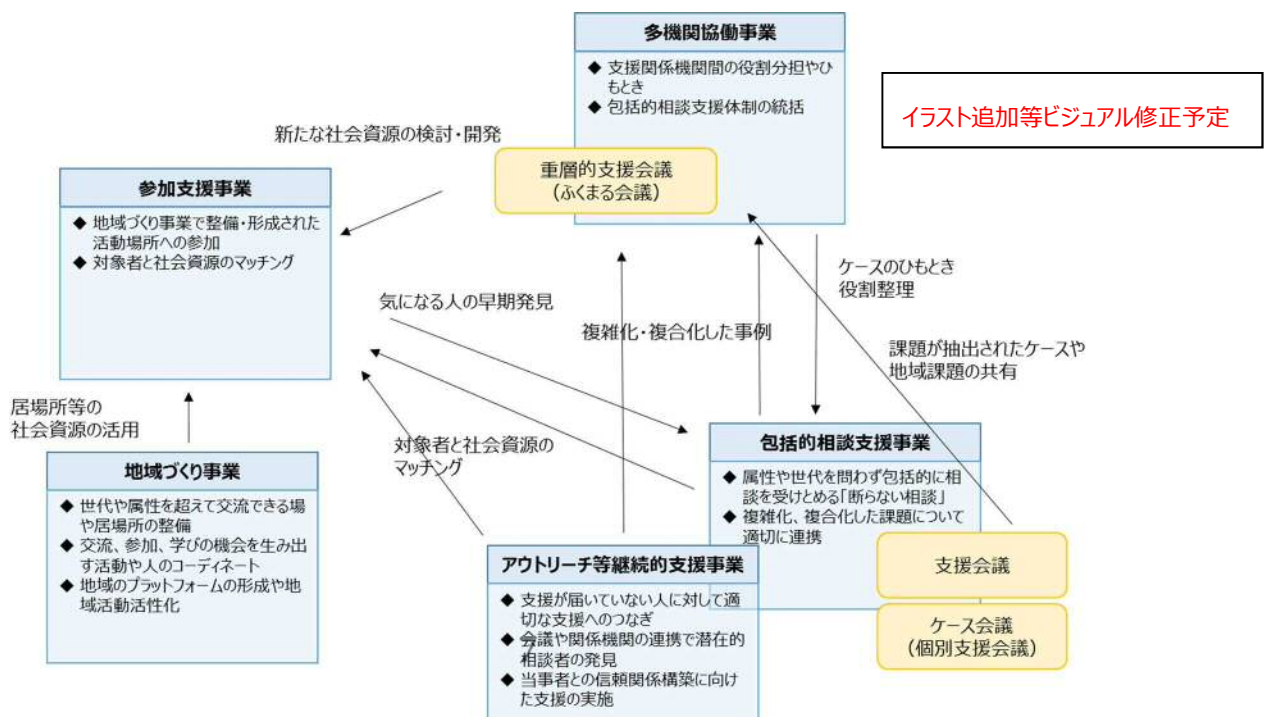 多機関協働事業
◆ 支援関係機関間の役割分担やひ
もとき
◆ 包括的相談支援体制の統括
イラスト追加等ビジュアル修正予定
新たな社会資源の検討・開発
重層的支援会議
(ふくまる会議)
参加支援事業
◆ 地域づくり事業で整備・形成された
活動場所への参加
◆ 対象者と社会資源のマッチング
ケースのひもとき
役割整理
気になる人の早期発見
複雑化・複合化した事例
課題が抽出されたケースや
地域課題の共有
居場所等の
社会資源の活用
対象者と社会資源の
マッチング
包括的相談支援事業
◆ 属性や世代を問わず包括的に相
談を受けとめる「断らない相談」
◆ 複雑化、複合化した課題について
適切に連携
地域づくり事業
◆ 世代や属性を超えて交流できる場
や居場所の整備
◆ 交流、参加、学びの機会を生み出
す活動や人のコーディネート
◆ 地域のプラットフォームの形成や地
域活動活性化
支援会議
ケース会議
(個別支援会議)
アウトリーチ等継続的支援事業
◆ 支援が届いていない人に対して適
切な支援へのつなぎ
◆ 会議や関係機関の連携で潜在的
相談者の発見
◆ 当事者との信頼関係構築に向け
た支援の実施
7